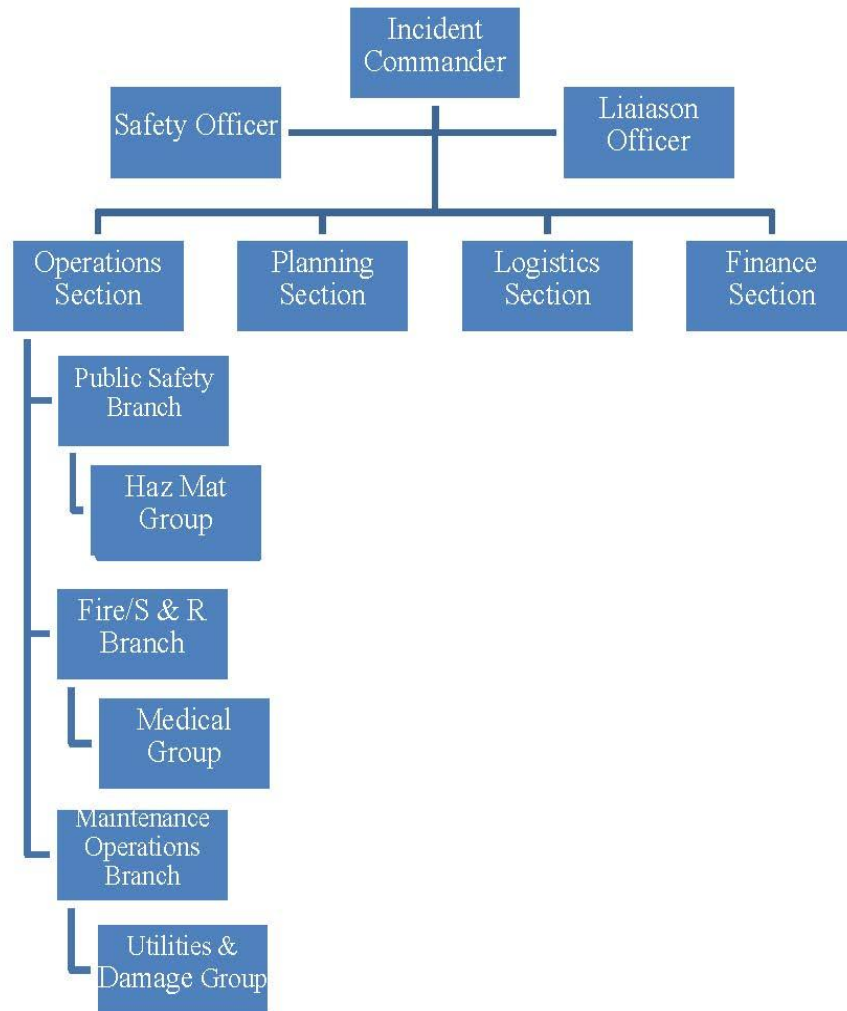 Incident
Commander
Safety Officer
Liaiason
Officer
Operations
Section
Planning
Section
Logistics
Section
Finance
Section
Public Safety
Branch
Haz Mat
Group
Fire/S & R
Branch
Medical
Group
Maintenance
Operations
Branch
Utilities &
Damage Group